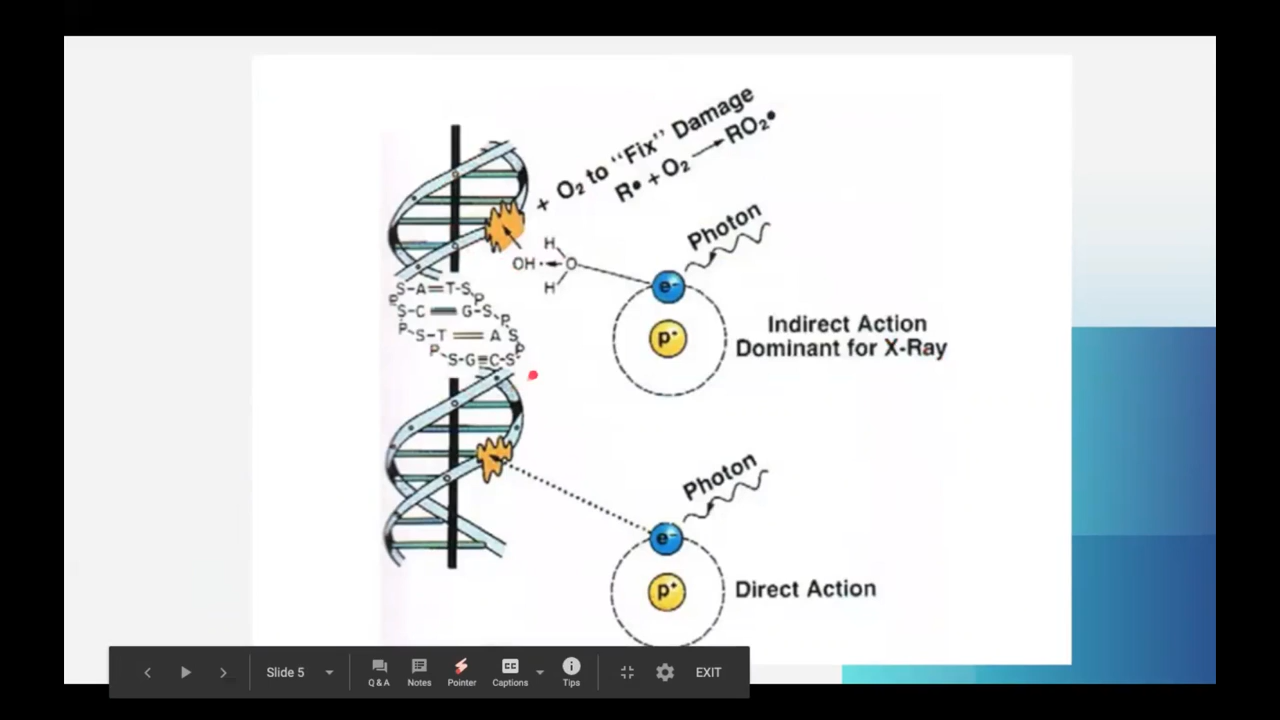 + O₂ to "Fix" Damage
R• + O₂ → RO₂•
Photon
H
OH·
O
H
e⁻
p⁺
Indirect Action
Dominant for X-Ray
S-A=T-S
P
P
S-C≡G-S
P
P
S-T=A S
P
P
S-G≡C-S
Photon
e⁻
p⁺
Direct Action
Slide 5
Q & A
Notes
Pointer
CC
Captions
Tips
EXIT